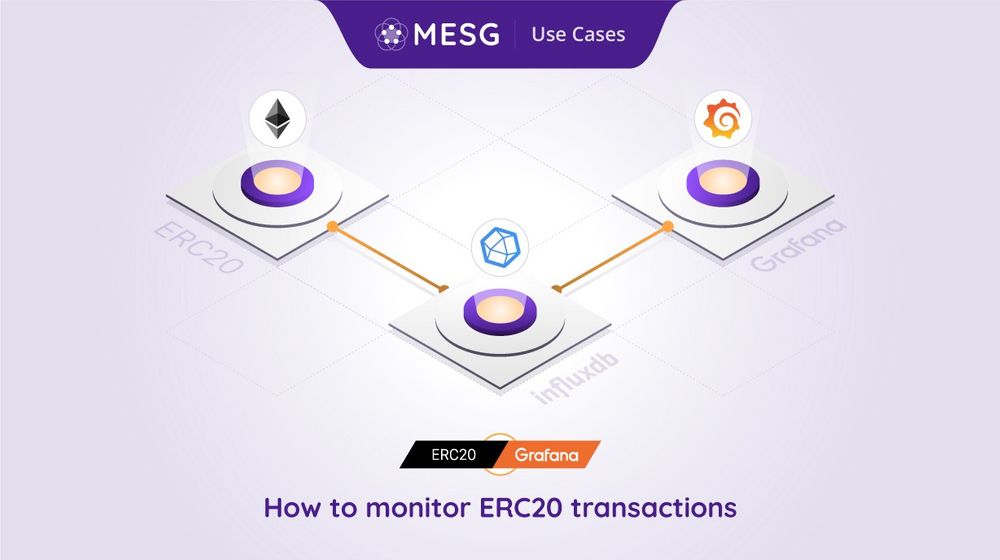 MESG Use Cases
ERC20
Grafana
influxdb
ERC20 Grafana
How to monitor ERC20 transactions